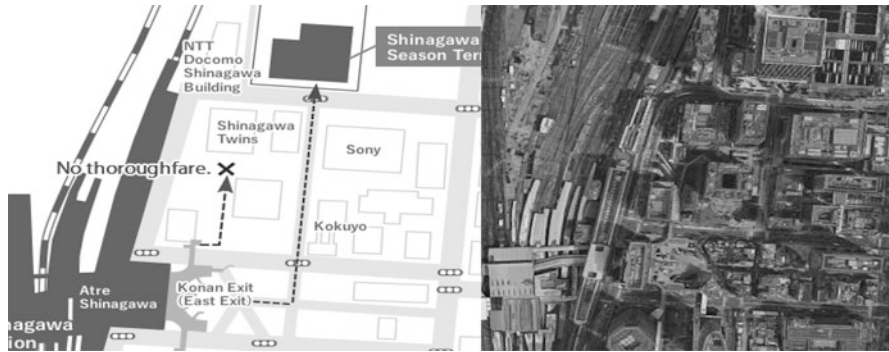 NTT
Docomo
Shinagawa
Building
Shinagawa
Season Ter
Shinagawa
Twins
Sony
No thoroughfare.
Kokuyo
Konan Exit
(East Exit)
Atre
Shinagawa
nagawa
ion